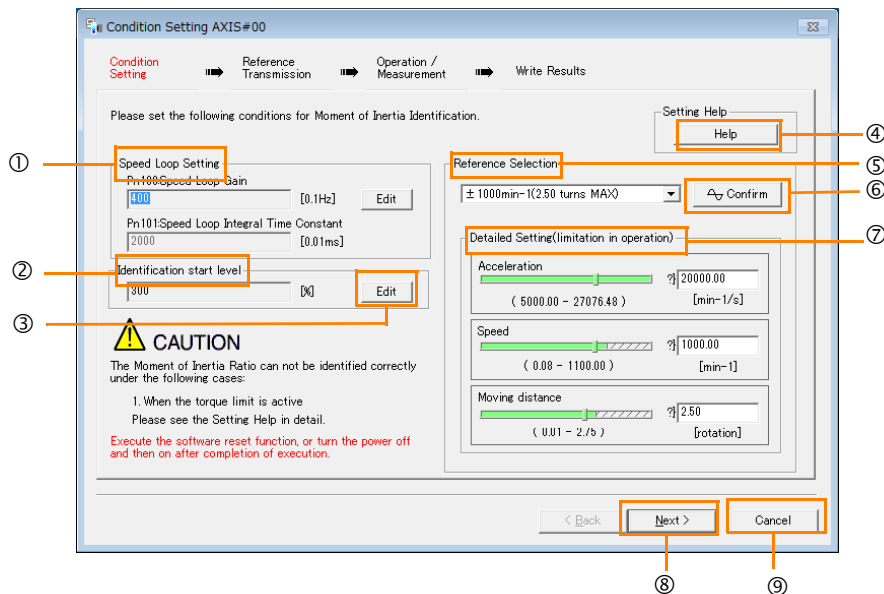 Condition Setting AXIS#00
Condition Setting
Reference Transmission
Operation / Measurement
Write Results
Please set the following conditions for Moment of Inertia Identification.
Setting Help
Help
④
①
Speed Loop Setting
Pn100:Speed Loop Gain
400
[0.1Hz]
Edit
Pn101:Speed Loop Integral Time Constant
2000
[0.01ms]
②
Identification start level
300
[%]
Edit
③
CAUTION
The Moment of Inertia Ratio can not be identified correctly
under the following cases:
1. When the torque limit is active
Please see the Setting Help in detail.
Execute the software reset function, or turn the power off
and then on after completion of execution.
Reference Selection
⑤
± 1000min-1(2.50 turns MAX)
Confirm
⑥
Detailed Setting(limitation in operation)
⑦
Acceleration
?} 20000.00
( 5000.00 - 27076.48 )
[min-1/s]
Speed
?} 1000.00
( 0.08 - 1100.00 )
[min-1]
Moving distance
?} 2.50
( 0.01 - 2.75 )
[rotation]
< Back
Next >
Cancel
⑧
⑨